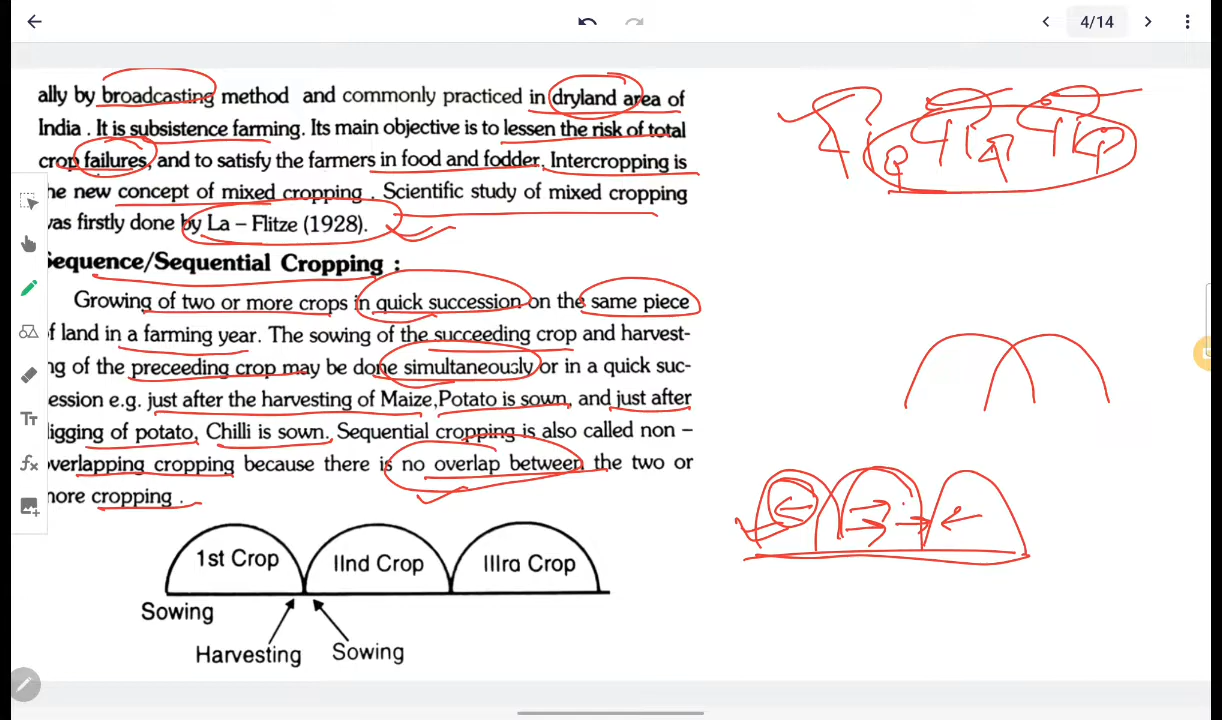 4/14
ally by broadcasting method and commonly practiced in dryland area of
India . It is subsistence farming. Its main objective is to lessen the risk of total
crop failures, and to satisfy the farmers in food and fodder. Intercropping is
he new concept of mixed cropping . Scientific study of mixed cropping
was firstly done by La – Flitze (1928).
Sequence/Sequential Cropping :
Growing of two or more crops in quick succession on the same piece
f land in a farming year. The sowing of the succeeding crop and harvest-
ng of the preceeding crop may be done simultaneously or in a quick suc-
ession e.g. just after the harvesting of Maize, Potato is sown, and just after
igging of potato, Chilli is sown. Sequential cropping is also called non –
verlapping cropping because there is no overlap between the two or
more cropping .
1st Crop IInd Crop IIIra Crop
Sowing
Harvesting Sowing
Tт
fx